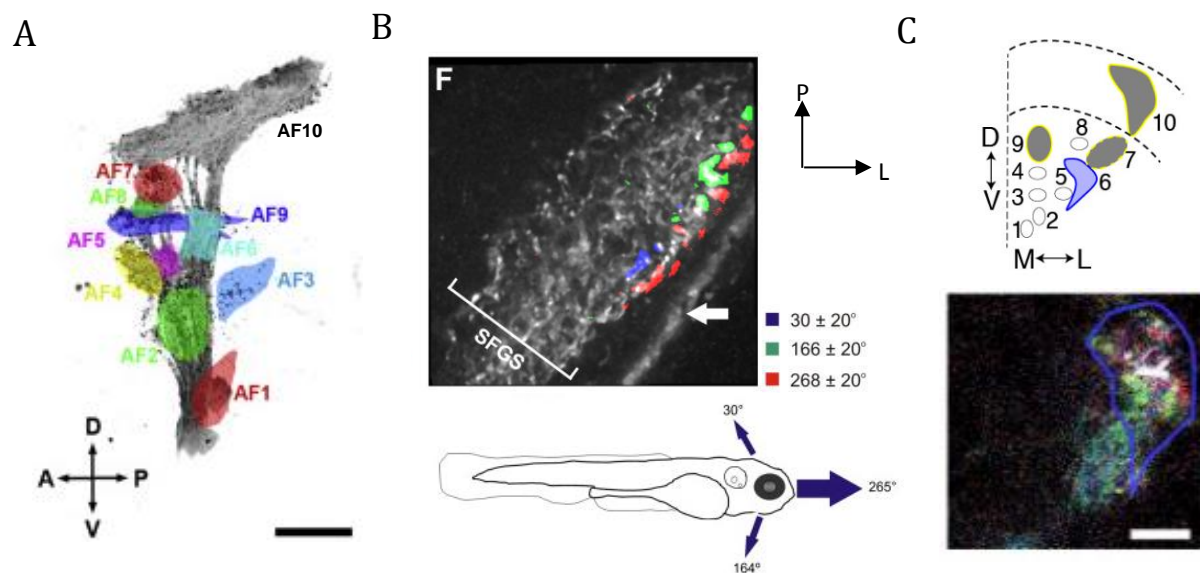 A
AF10
AF7
AF8
AF9
AF5
AF6
AF4
AF3
AF2
AF1
D
A P
V
B
F
SFGS
P
L
30 ± 20°
166 ± 20°
268 ± 20°
30°
265°
164°
C
10
8
9
7
D
4
5
6
3
V
2
1
M L